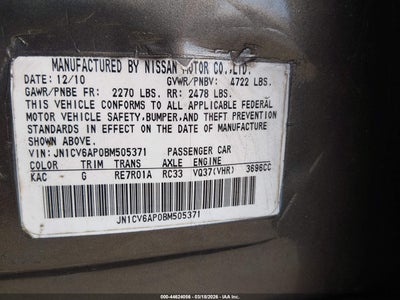 MANUFACTURED BY NISSAN MOTOR CO.,LTD.
DATE: 12/10 GVWR/PNBV: 4722 LBS.
GAWR/PNBE FR: 2270 LBS. RR: 2478 LBS.
THIS VEHICLE CONFORMS TO ALL APPLICABLE FEDERAL
MOTOR VEHICLE SAFETY,BUMPER,AND THEFT PREVENTION
STANDARDS IN EFFECT ON THE DATE OF MANUFACTURE
SHOWN ABOVE.
VIN: JN1CV6AP0BM505371 PASSENGER CAR
COLOR TRIM TRANS AXLE ENGINE
KAC G RE7R01A RC33 VQ37(VHR) 3696CC
JN1CV6AP0BM505371
000-44624056 - 03/18/2026 - IAA, Inc.